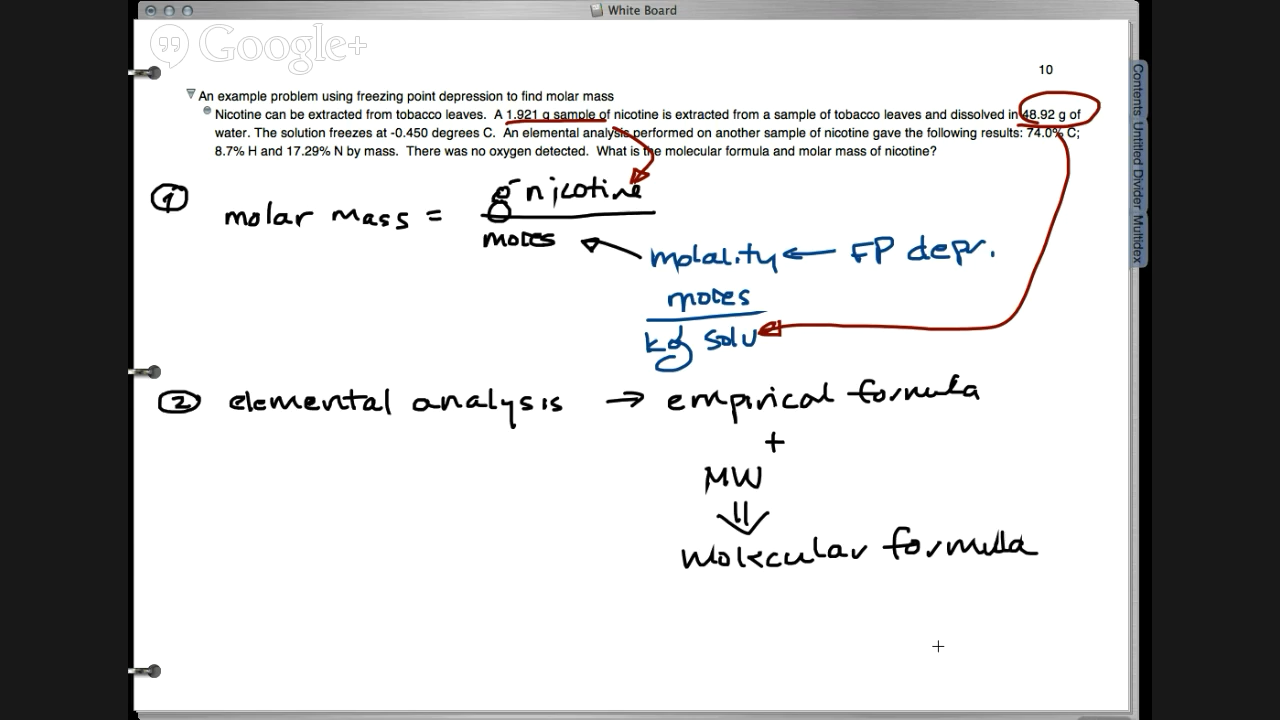 White Board
Google+
10
An example problem using freezing point depression to find molar mass
Nicotine can be extracted from tobacco leaves. A 1.921 g sample of nicotine is extracted from a sample of tobacco leaves and dissolved in 48.92 g of
water. The solution freezes at -0.450 degrees C. An elemental analysis performed on another sample of nicotine gave the following results: 74.0% C;
8.7% H and 17.29% N by mass. There was no oxygen detected. What is the molecular formula and molar mass of nicotine?
1 molar mass = g nicotine
moles
molality ← FP depr.
moles
kg solv
2 elemental analysis → empirical formula
+
MW
⇓
molecular formula
Contents Untitled Divider Multidex